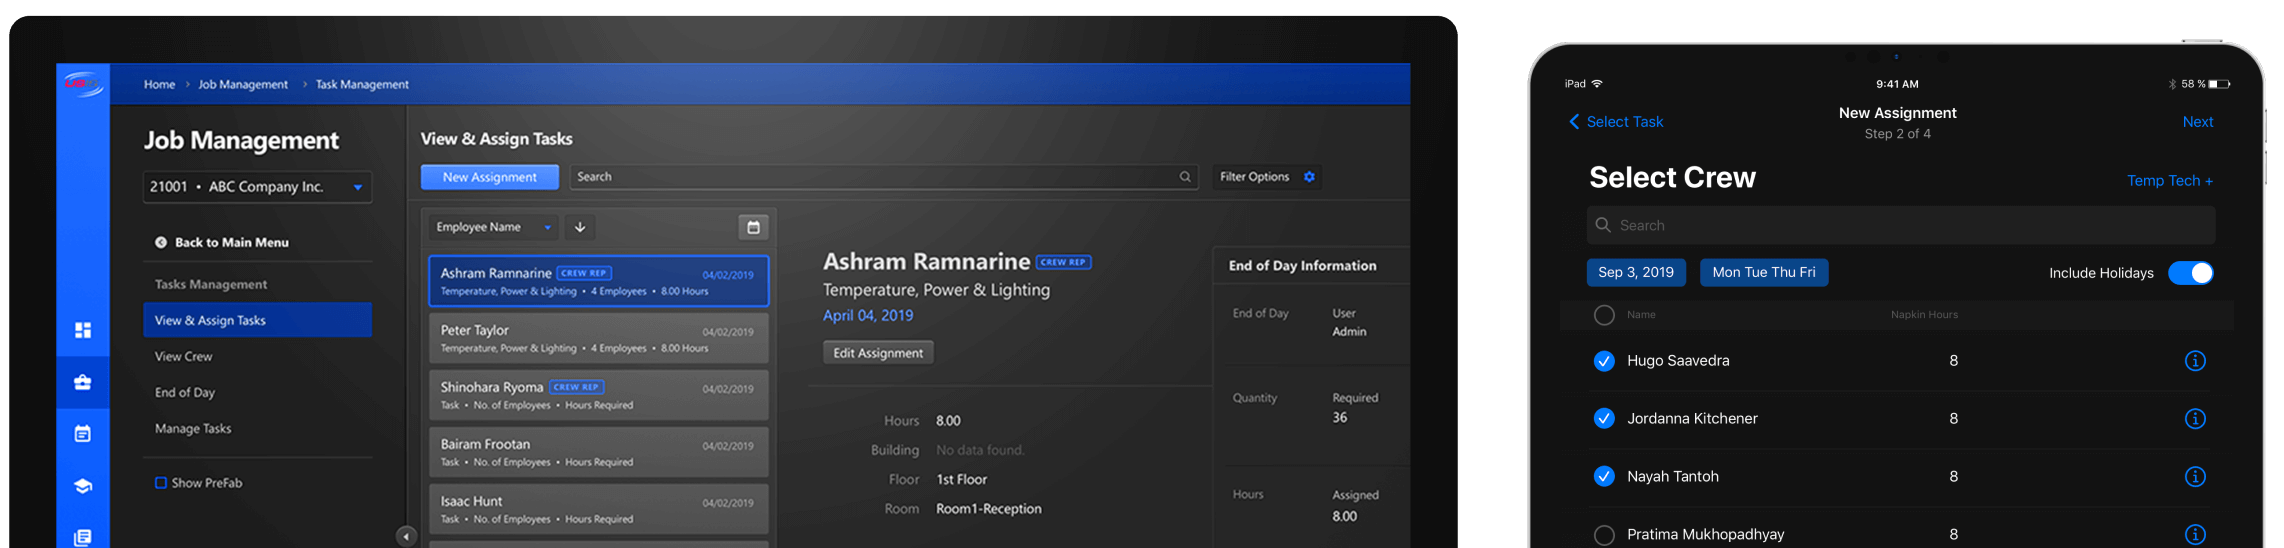 Home > Job Management > Task Management
Job Management
21001 • ABC Company Inc.
Back to Main Menu
Tasks Management
View & Assign Tasks
View Crew
End of Day
Manage Tasks
Show PreFab
View & Assign Tasks
New Assignment
Search
Filter Options
Employee Name
Ashram Ramnarine CREW REP 04/02/2019
Temperature, Power & Lighting • 4 Employees • 8.00 Hours
Peter Taylor 04/02/2019
Temperature, Power & Lighting • 4 Employees • 8.00 Hours
Shinohara Ryoma CREW REP 04/02/2019
Task • No. of Employees • Hours Required
Bairam Frootan 04/02/2019
Task • No. of Employees • Hours Required
Isaac Hunt 04/02/2019
Task • No. of Employees • Hours Required
Ashram Ramnarine CREW REP
Temperature, Power & Lighting
April 04, 2019
Edit Assignment
Hours 8.00
Building No data found.
Floor 1st Floor
Room Room1-Reception
End of Day Information
End of Day User
Admin
Quantity Required
36
Hours Assigned
8.00
iPad 9:41 AM 58 %
Select Task New Assignment Next
Step 2 of 4
Select Crew
Temp Tech +
Search
Sep 3, 2019 Mon Tue Thu Fri Include Holidays
Name Napkin Hours
Hugo Saavedra 8
Jordanna Kitchener 8
Nayah Tantoh 8
Pratima Mukhopadhyay 8